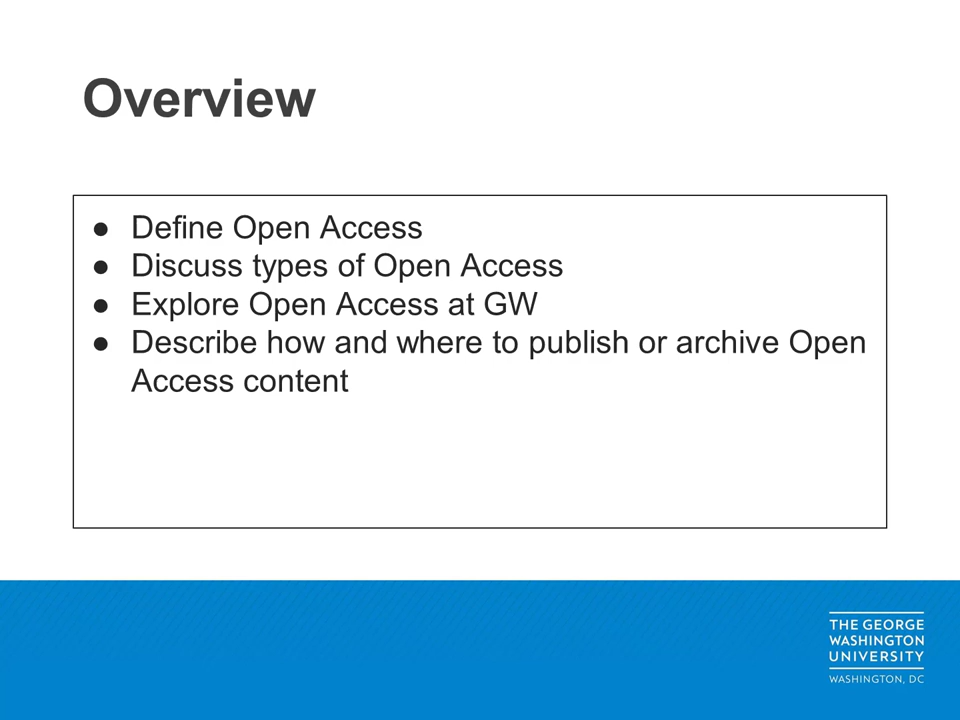 Overview
● Define Open Access
● Discuss types of Open Access
● Explore Open Access at GW
● Describe how and where to publish or archive Open
Access content
THE GEORGE
WASHINGTON
UNIVERSITY
WASHINGTON, DC